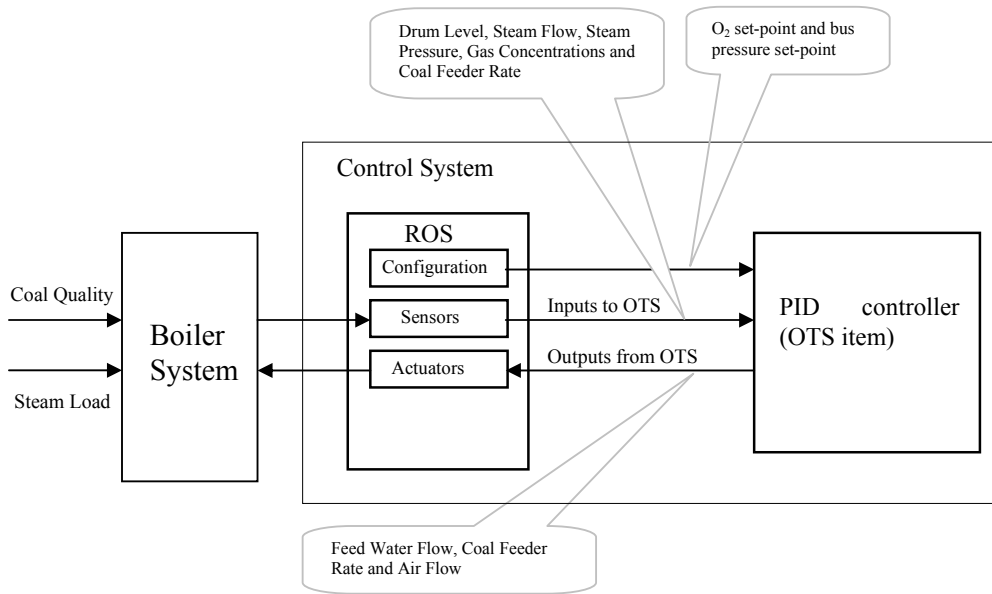 Drum Level, Steam Flow, Steam
Pressure, Gas Concentrations and
Coal Feeder Rate
O₂ set-point and bus
pressure set-point
Control System
ROS
Configuration
Sensors
Actuators
Coal Quality
Steam Load
Boiler
System
Inputs to OTS
Outputs from OTS
PID controller
(OTS item)
Feed Water Flow, Coal Feeder
Rate and Air Flow